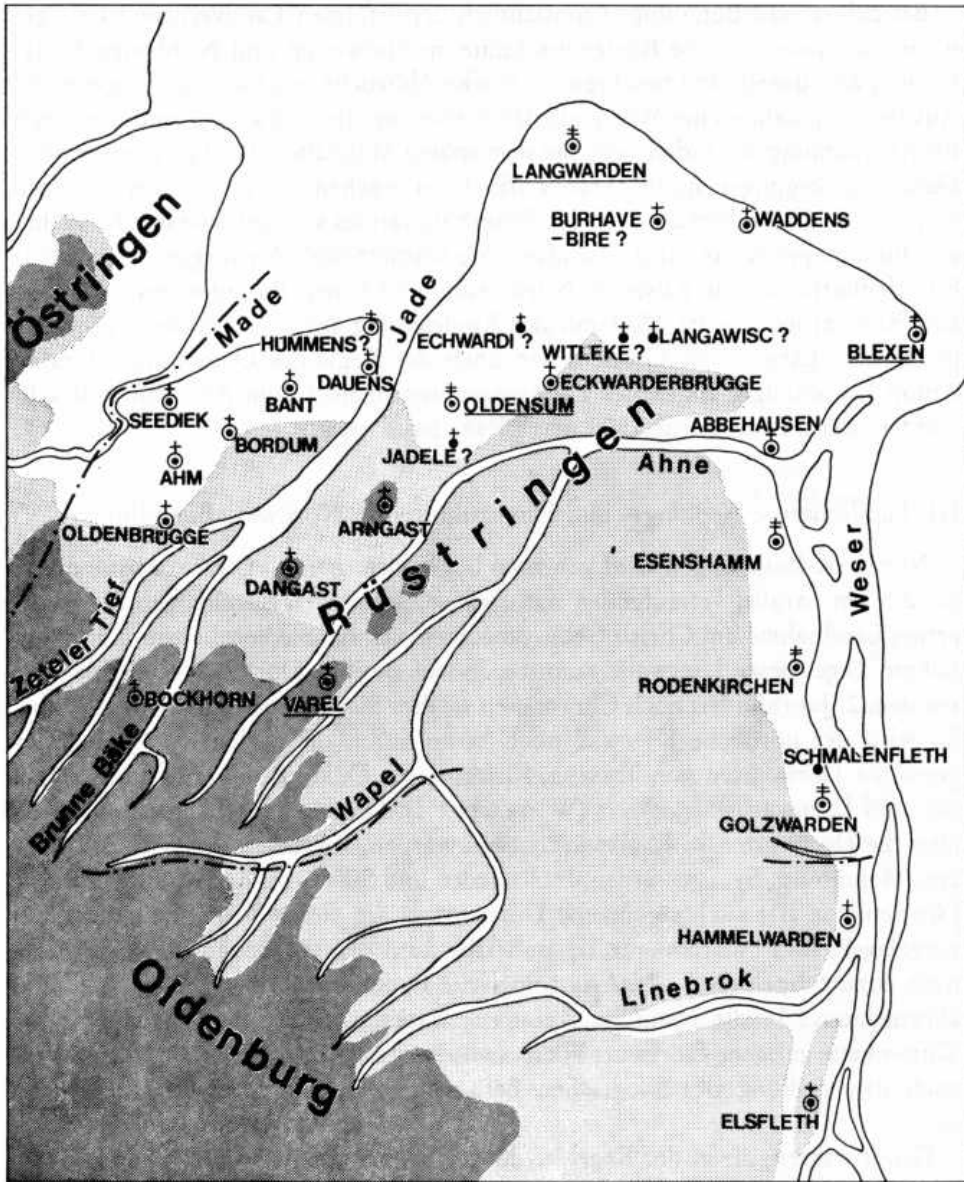 LANGWARDEN
BURHAVE
-BIRE ?
WADDENS
Östringen
Made
Jade
HUMMENS?
ECHWARDI ?
WITLEKE ?
LANGAWISC ?
BLEXEN
DAUENS
ECKWARDERBRÜGGE
BANT
SEEDIEK
OLDENSUM
BORDUM
ABBEHAUSEN
JADELE ?
Ahne
AHM
Rüstringen
OLDENBRÜGGE
ARNGAST
ESENSHAMM
Weser
DANGAST
Zeteler Tief
RODENKIRCHEN
BOCKHORN
VAREL
SCHMALENFLETH
Brunne Bäke
Wapel
GOLZWARDEN
HAMMELWARDEN
Linebrok
Oldenburg
ELSFLETH